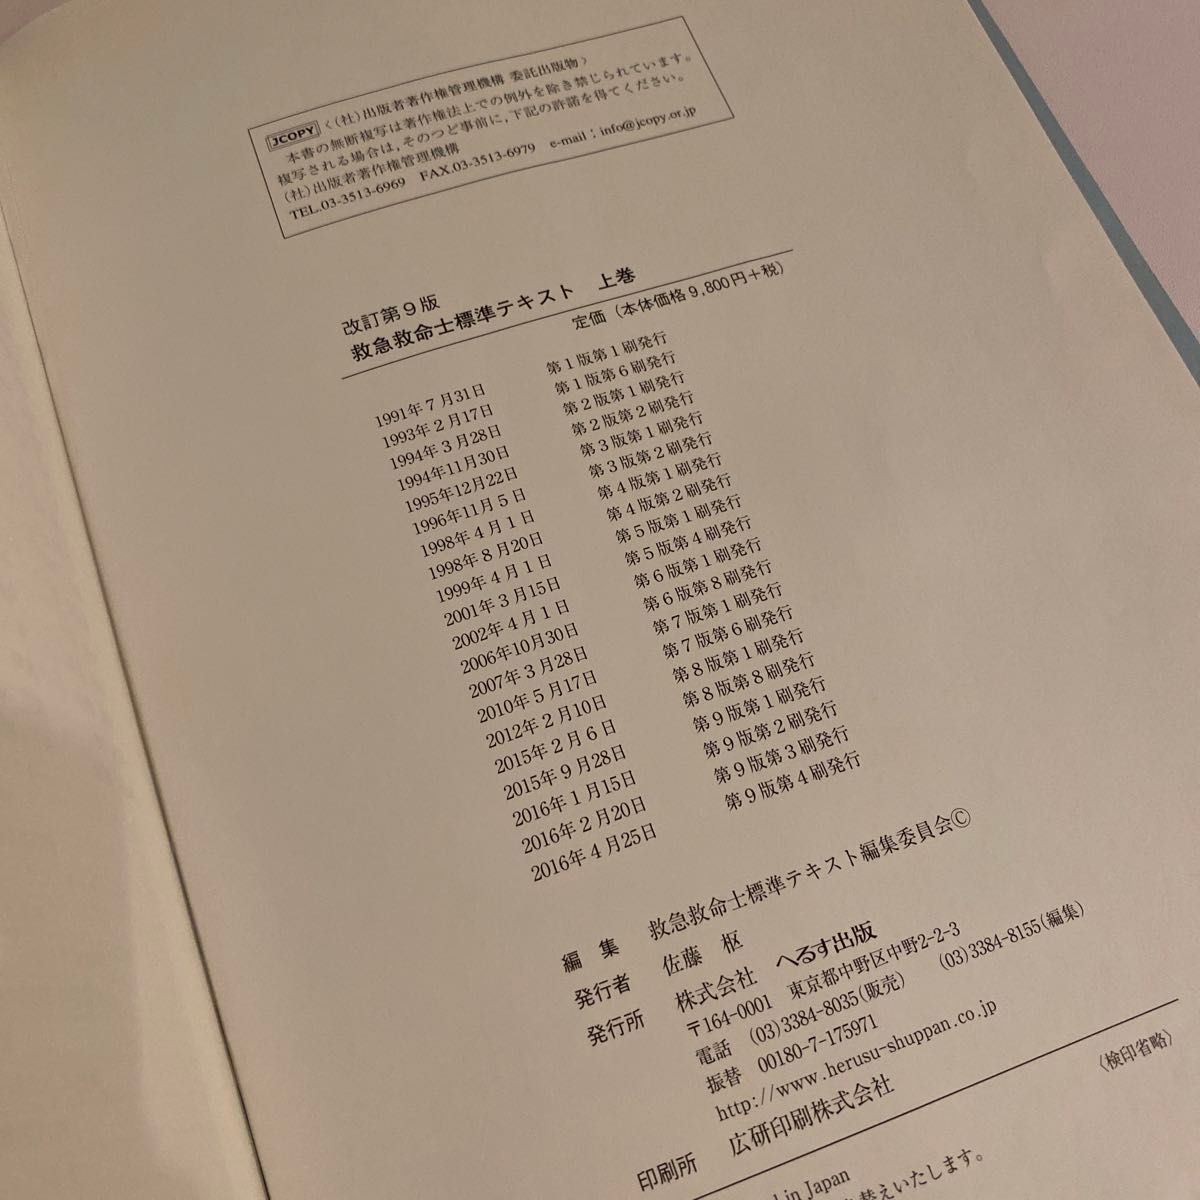 JCOPY 〈(社)出版者著作権管理機構 委託出版物〉
本書の無断複写は著作権法上での例外を除き禁じられています。
複写される場合は，そのつど事前に，下記の許諾を得てください。
(社)出版者著作権管理機構
TEL.03-3513-6969 FAX.03-3513-6979 e-mail：info@jcopy.or.jp
改訂第9版
救急救命士標準テキスト 上巻
定価（本体価格9,800円＋税）
1991年7月31日 第1版第1刷発行
1993年2月17日 第1版第6刷発行
1994年3月28日 第2版第1刷発行
1994年11月30日 第2版第2刷発行
1995年12月22日 第3版第1刷発行
1996年11月5日 第3版第2刷発行
1998年4月1日 第4版第1刷発行
1998年8月20日 第4版第2刷発行
1999年4月1日 第5版第1刷発行
2001年3月15日 第5版第4刷発行
2002年4月1日 第6版第1刷発行
2006年10月30日 第6版第8刷発行
2007年3月28日 第7版第1刷発行
2010年5月17日 第7版第6刷発行
2012年2月10日 第8版第1刷発行
2015年2月6日 第8版第8刷発行
2015年9月28日 第9版第1刷発行
2016年1月15日 第9版第2刷発行
2016年2月20日 第9版第3刷発行
2016年4月25日 第9版第4刷発行
編集 救急救命士標準テキスト編集委員会©
発行者 佐藤 枢
発行所 株式会社 へるす出版
〒164-0001 東京都中野区中野2-2-3
電話 (03)3384-8035(販売) (03)3384-8155(編集)
振替 00180-7-175971
http://www.herusu-shuppan.co.jp
印刷所 広研印刷株式会社
〈検印省略〉
in Japan
替えいたします。